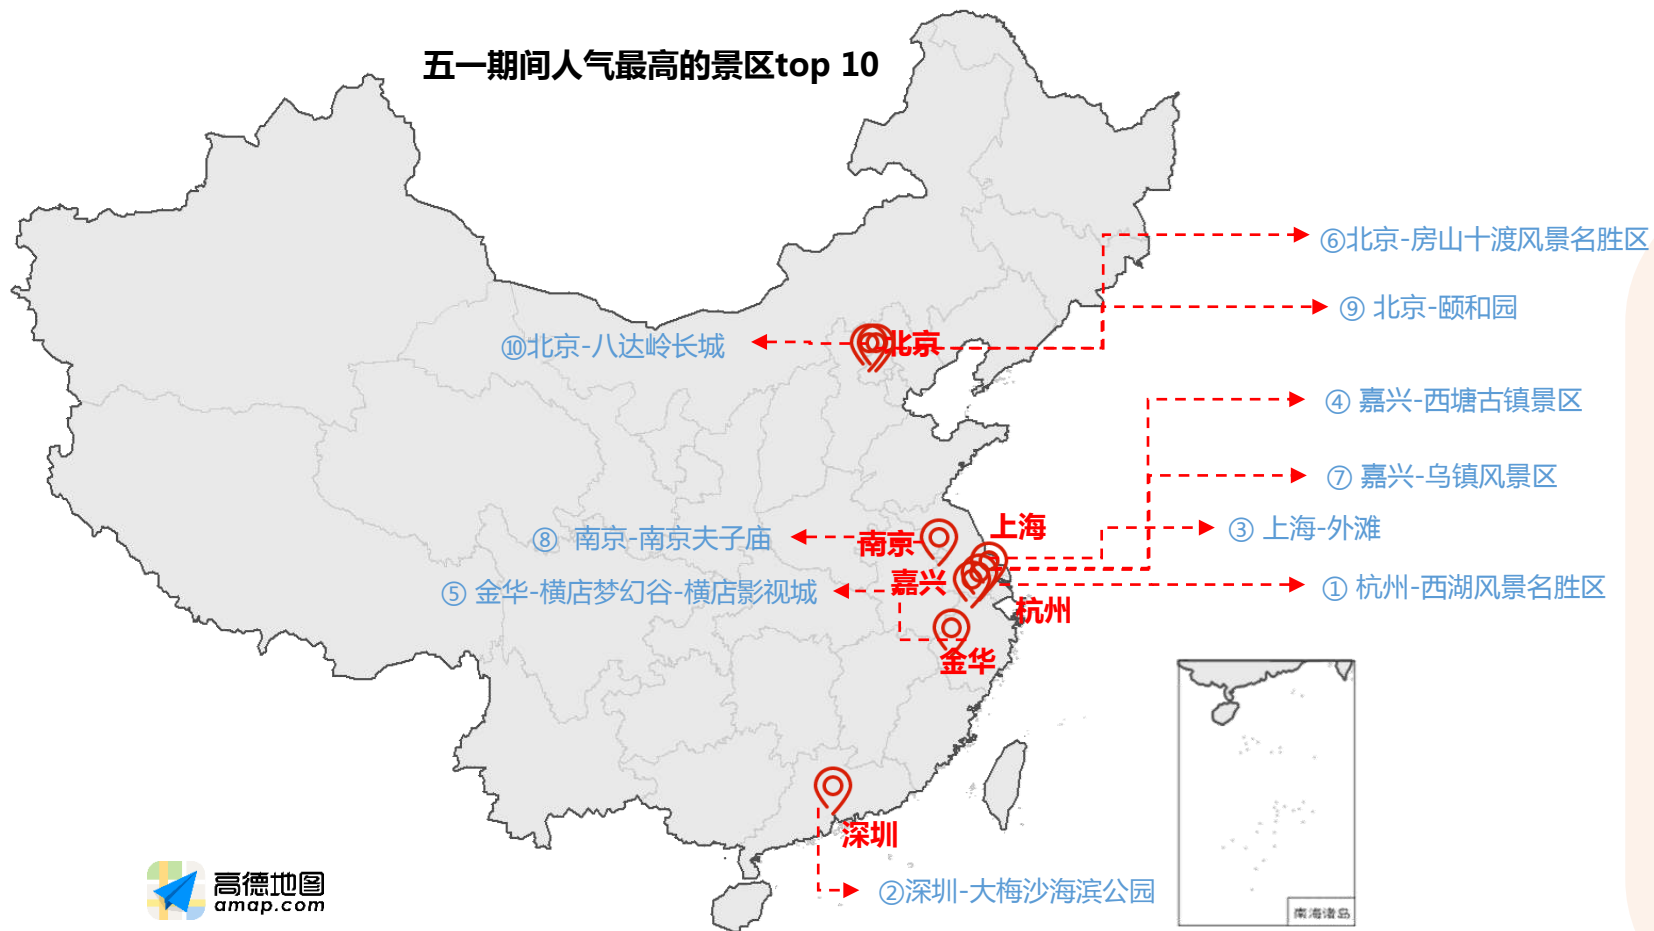 五一期间人气最高的景区top 10
⑥北京-房山十渡风景名胜区
⑨ 北京-颐和园
⑩北京-八达岭长城
北京
④ 嘉兴-西塘古镇景区
⑦ 嘉兴-乌镇风景区
上海
③ 上海-外滩
⑧ 南京-南京夫子庙
南京
嘉兴
⑤ 金华-横店梦幻谷-横店影视城
① 杭州-西湖风景名胜区
杭州
金华
深圳
②深圳-大梅沙海滨公园
高德地图
amap.com
南海诸岛